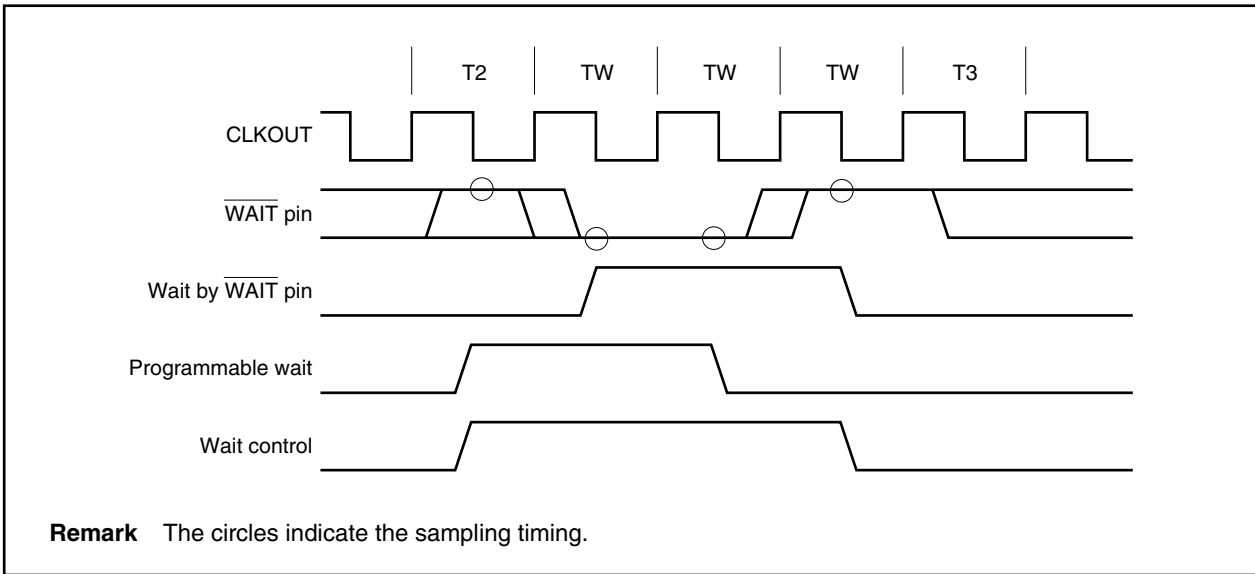 T2 TW TW TW T3
CLKOUT
WAIT pin
Wait by WAIT pin
Programmable wait
Wait control
Remark The circles indicate the sampling timing.